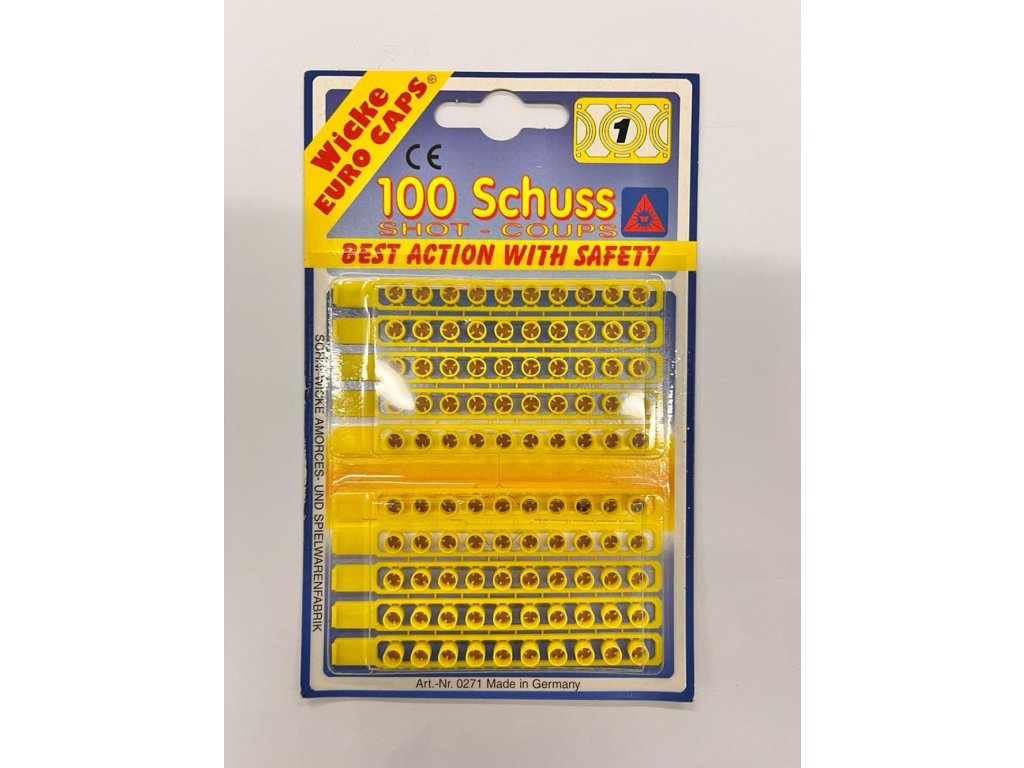 Wicke
EURO CAPS®
CE
1
100 Schuss
SHOT - COUPS
W
BEST ACTION WITH SAFETY
WICKE AMORCES- UND SPIELWARENFABRIK
Art.-Nr. 0271 Made in Germany